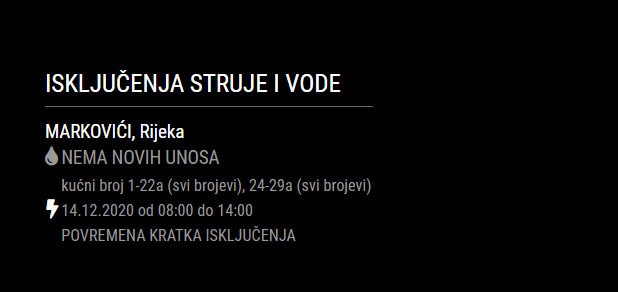 ISKLJUČENJA STRUJE I VODE
MARKOVIĆI, Rijeka
NEMA NOVIH UNOSA
kućni broj 1-22a (svi brojevi), 24-29a (svi brojevi)
14.12.2020 od 08:00 do 14:00
POVREMENA KRATKA ISKLJUČENJA